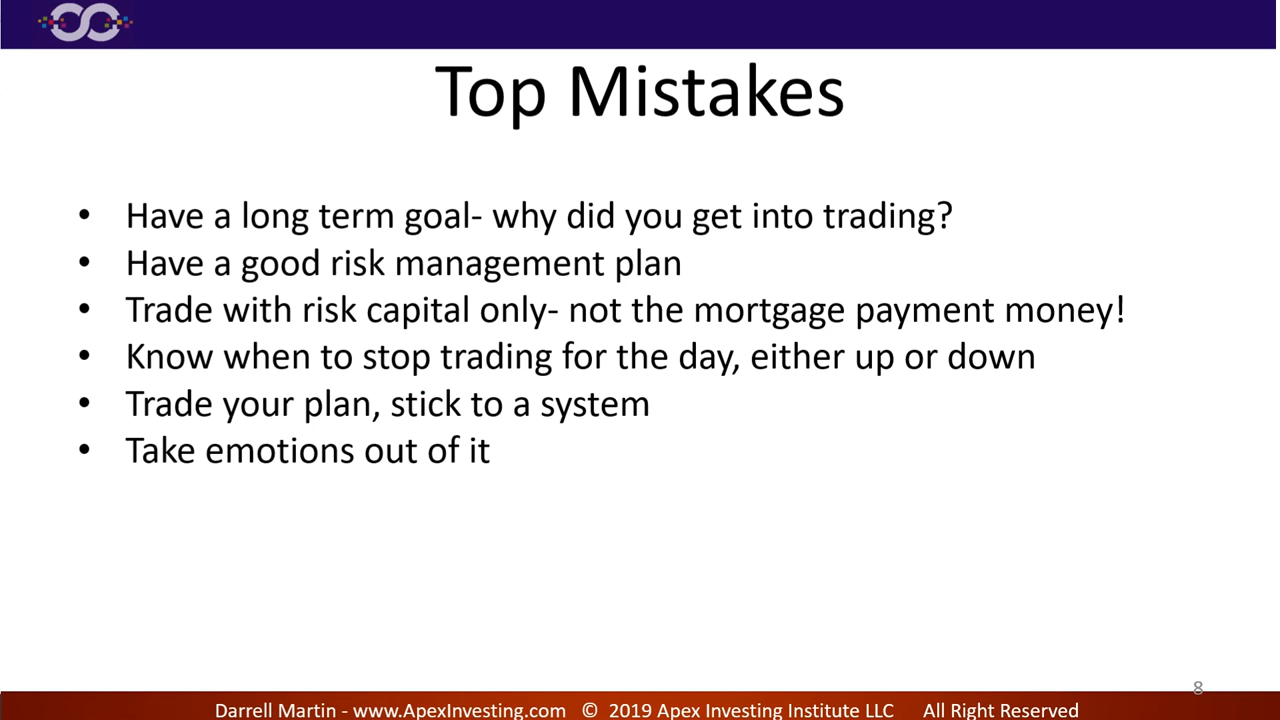 Top Mistakes
• Have a long term goal- why did you get into trading?
• Have a good risk management plan
• Trade with risk capital only- not the mortgage payment money!
• Know when to stop trading for the day, either up or down
• Trade your plan, stick to a system
• Take emotions out of it
8
Darrell Martin - www.ApexInvesting.com © 2019 Apex Investing Institute LLC All Right Reserved